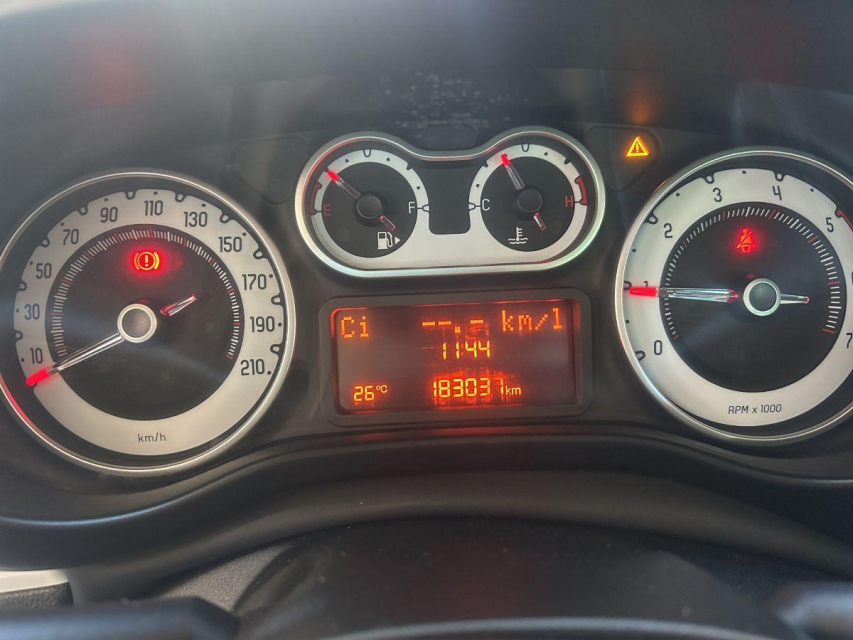 10 30 50 70 90 110 130 150 170 190 210
km/h
E F
C H
Ci --,- km/l
11:44
26°C 183037 km
0 1 2 3 4 5 7
RPM x 1000